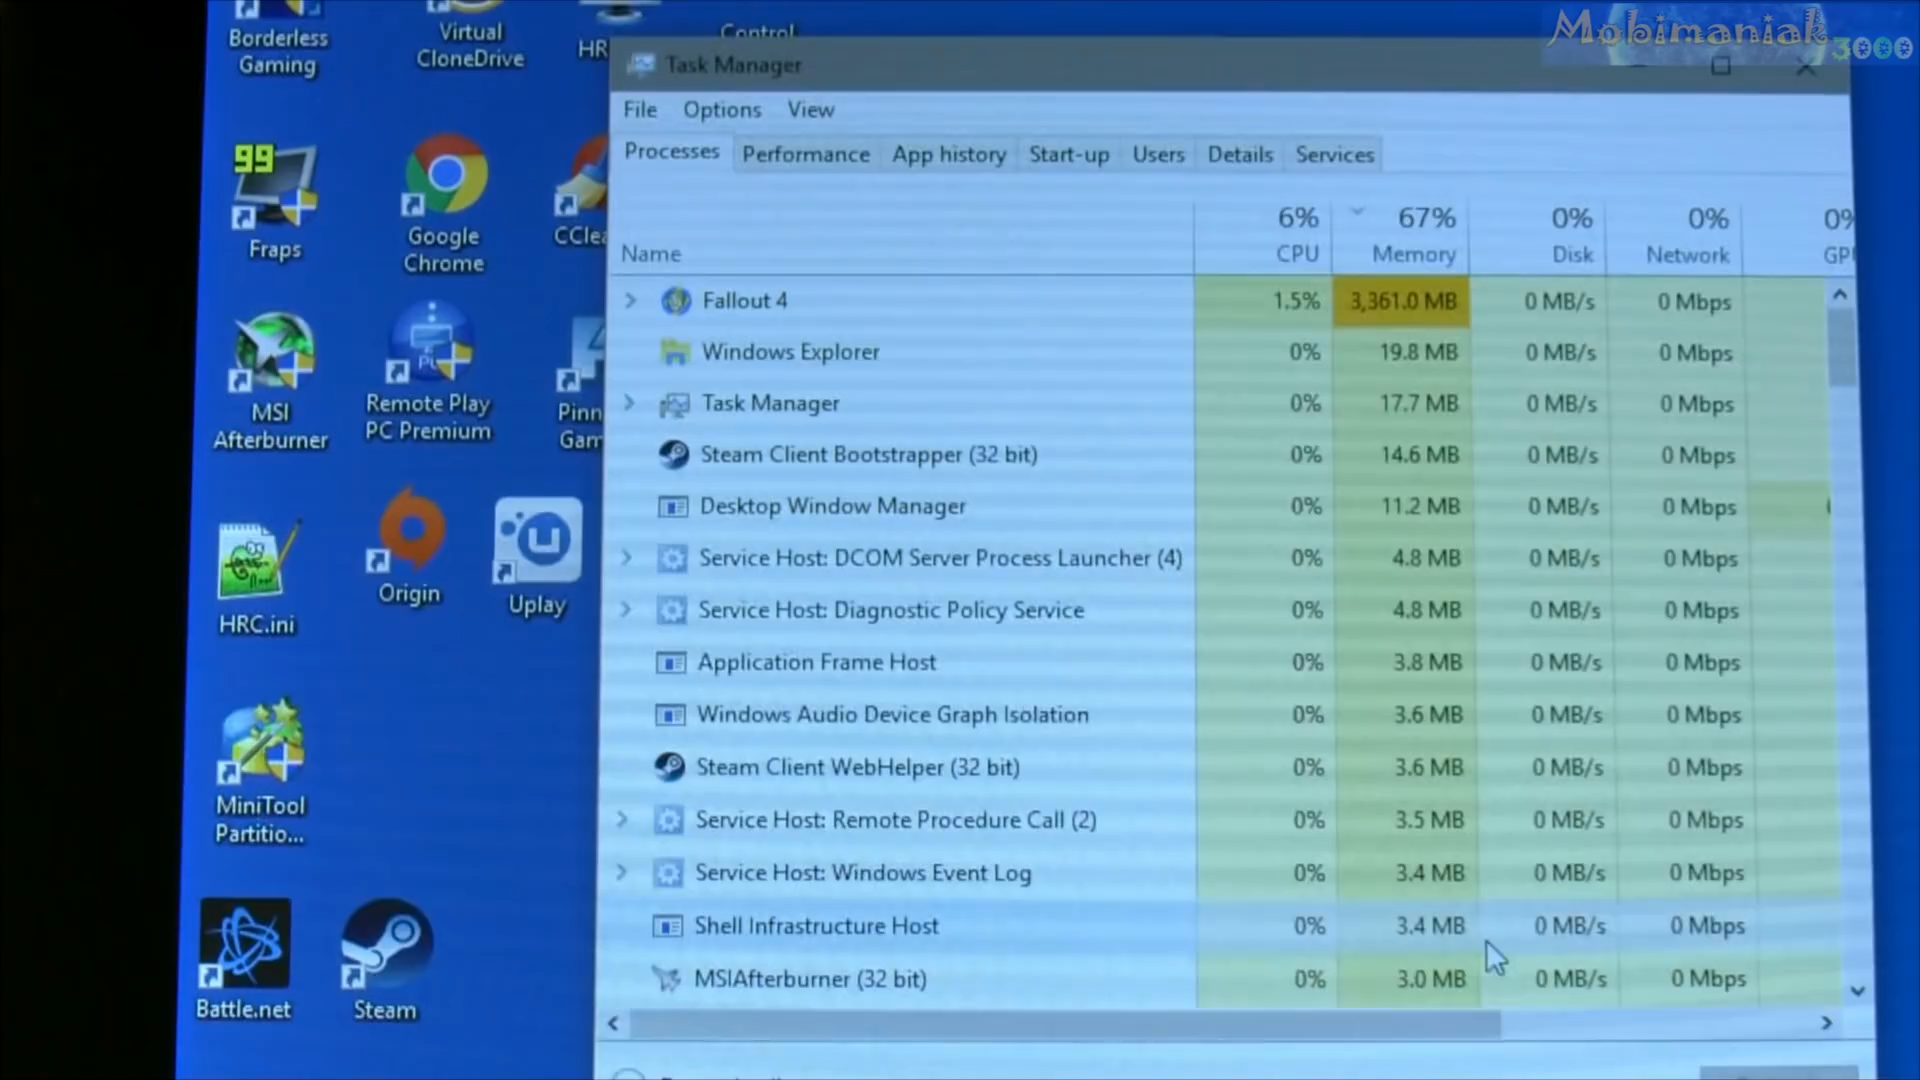 Mobimaniak3000
Borderless
Gaming
Virtual
CloneDrive
HR
Control
99
Fraps
Google
Chrome
CClea
MSI
Afterburner
Remote Play
PC Premium
Pinn
Gam
HRC.ini
Origin
Uplay
MiniTool
Partitio...
Battle.net
Steam
Task Manager
File Options View
Processes Performance App history Start-up Users Details Services
6% 67% 0% 0% 0%
Name CPU Memory Disk Network GP
Fallout 4 1.5% 3,361.0 MB 0 MB/s 0 Mbps
Windows Explorer 0% 19.8 MB 0 MB/s 0 Mbps
Task Manager 0% 17.7 MB 0 MB/s 0 Mbps
Steam Client Bootstrapper (32 bit) 0% 14.6 MB 0 MB/s 0 Mbps
Desktop Window Manager 0% 11.2 MB 0 MB/s 0 Mbps
Service Host: DCOM Server Process Launcher (4) 0% 4.8 MB 0 MB/s 0 Mbps
Service Host: Diagnostic Policy Service 0% 4.8 MB 0 MB/s 0 Mbps
Application Frame Host 0% 3.8 MB 0 MB/s 0 Mbps
Windows Audio Device Graph Isolation 0% 3.6 MB 0 MB/s 0 Mbps
Steam Client WebHelper (32 bit) 0% 3.6 MB 0 MB/s 0 Mbps
Service Host: Remote Procedure Call (2) 0% 3.5 MB 0 MB/s 0 Mbps
Service Host: Windows Event Log 0% 3.4 MB 0 MB/s 0 Mbps
Shell Infrastructure Host 0% 3.4 MB 0 MB/s 0 Mbps
MSIAfterburner (32 bit) 0% 3.0 MB 0 MB/s 0 Mbps